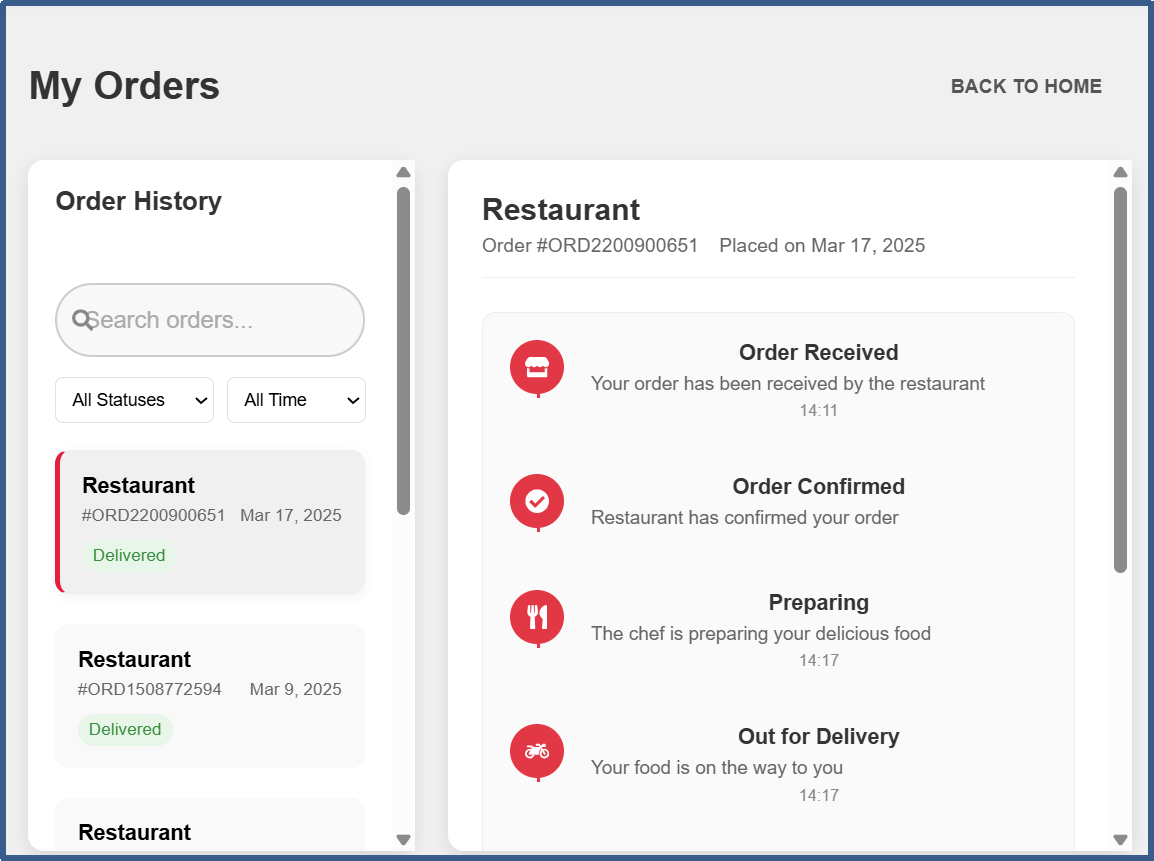 My Orders
BACK TO HOME
Order History
Search orders...
All Statuses
All Time
Restaurant
#ORD2200900651 Mar 17, 2025
Delivered
Restaurant
#ORD1508772594 Mar 9, 2025
Delivered
Restaurant
Restaurant
Order #ORD2200900651 Placed on Mar 17, 2025
Order Received
Your order has been received by the restaurant
14:11
Order Confirmed
Restaurant has confirmed your order
Preparing
The chef is preparing your delicious food
14:17
Out for Delivery
Your food is on the way to you
14:17